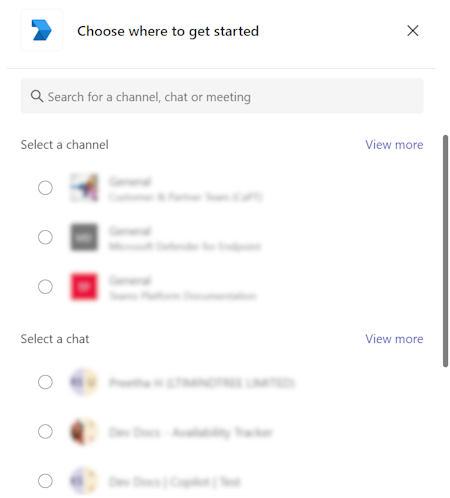 Choose where to get started
Search for a channel, chat or meeting
Select a channel
View more
General
Customer & Partner Team (CaPT)
General
Microsoft Defender for Endpoint
General
Teams Platform Documentation
Select a chat
View more
Preetha H (LTIMINDTREE LIMITED)
Dev Docs - Availability Tracker
Dev Docs | Copilot | Test